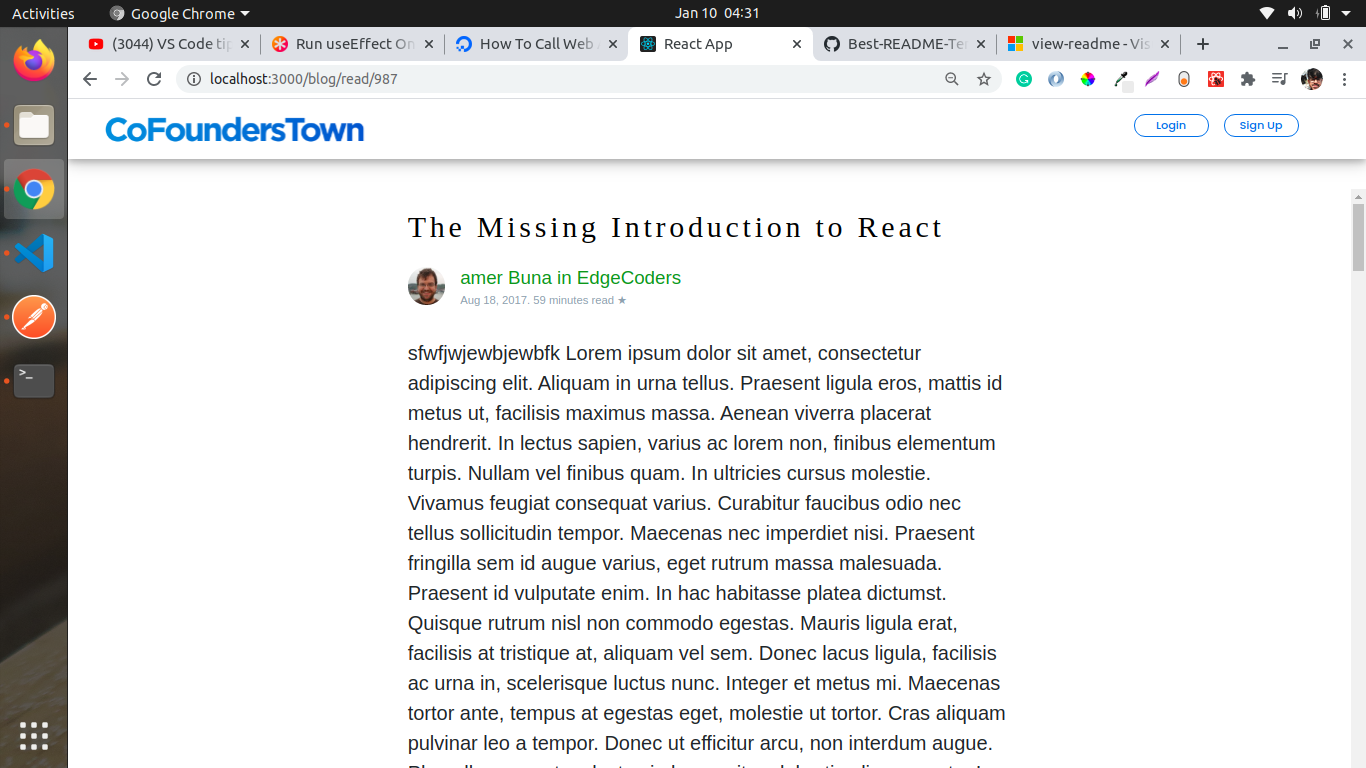 Activities Google Chrome Jan 10 04:31
(3044) VS Code tip Run useEffect On How To Call Web A React App Best-README-Te view-readme - Vis
localhost:3000/blog/read/987
CoFoundersTown Login Sign Up
The Missing Introduction to React
amer Buna in EdgeCoders
Aug 18, 2017. 59 minutes read ★
sfwfjwjewbjewbfk Lorem ipsum dolor sit amet, consectetur
adipiscing elit. Aliquam in urna tellus. Praesent ligula eros, mattis id
metus ut, facilisis maximus massa. Aenean viverra placerat
hendrerit. In lectus sapien, varius ac lorem non, finibus elementum
turpis. Nullam vel finibus quam. In ultricies cursus molestie.
Vivamus feugiat consequat varius. Curabitur faucibus odio nec
tellus sollicitudin tempor. Maecenas nec imperdiet nisi. Praesent
fringilla sem id augue varius, eget rutrum massa malesuada.
Praesent id vulputate enim. In hac habitasse platea dictumst.
Quisque rutrum nisl non commodo egestas. Mauris ligula erat,
facilisis at tristique at, aliquam vel sem. Donec lacus ligula, facilisis
ac urna in, scelerisque luctus nunc. Integer et metus mi. Maecenas
tortor ante, tempus at egestas eget, molestie ut tortor. Cras aliquam
pulvinar leo a tempor. Donec ut efficitur arcu, non interdum augue.